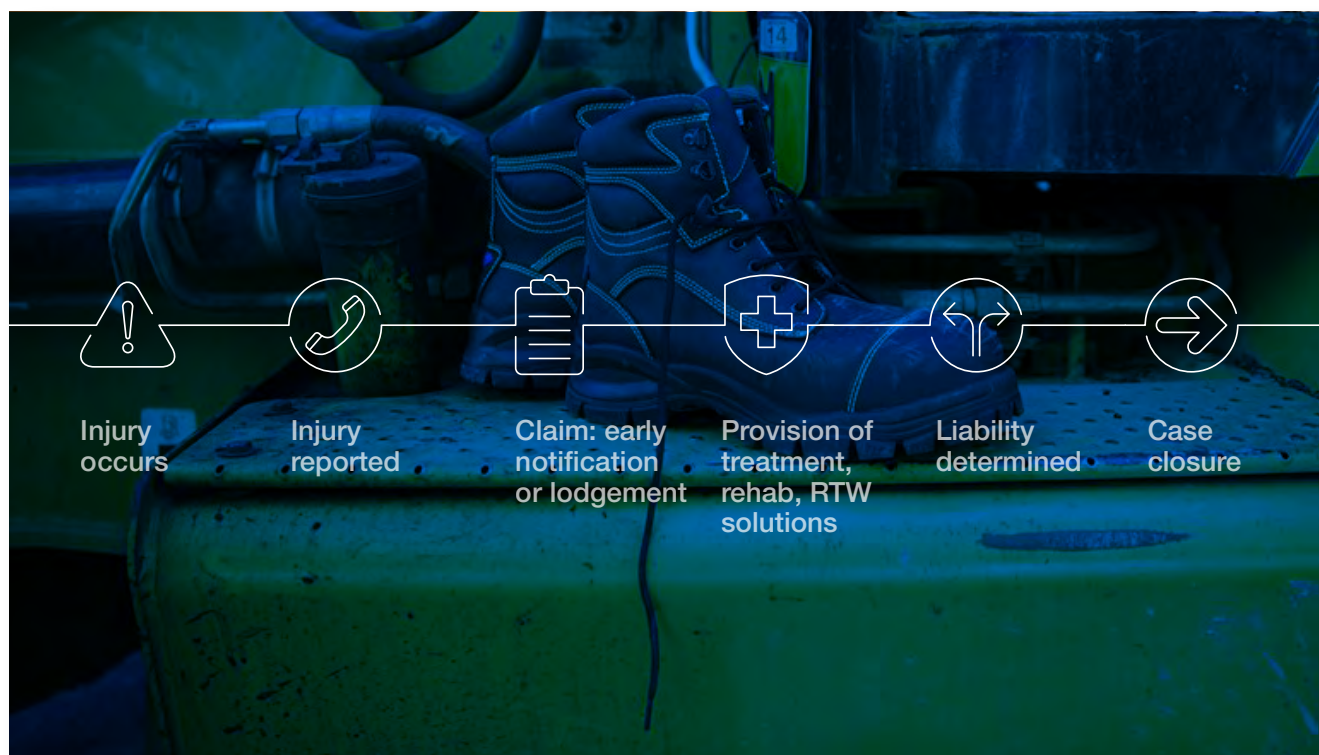 14
Injury
occurs
Injury
reported
Claim: early
notification
or lodgement
Provision of
treatment,
rehab, RTW
solutions
Liability
determined
Case
closure